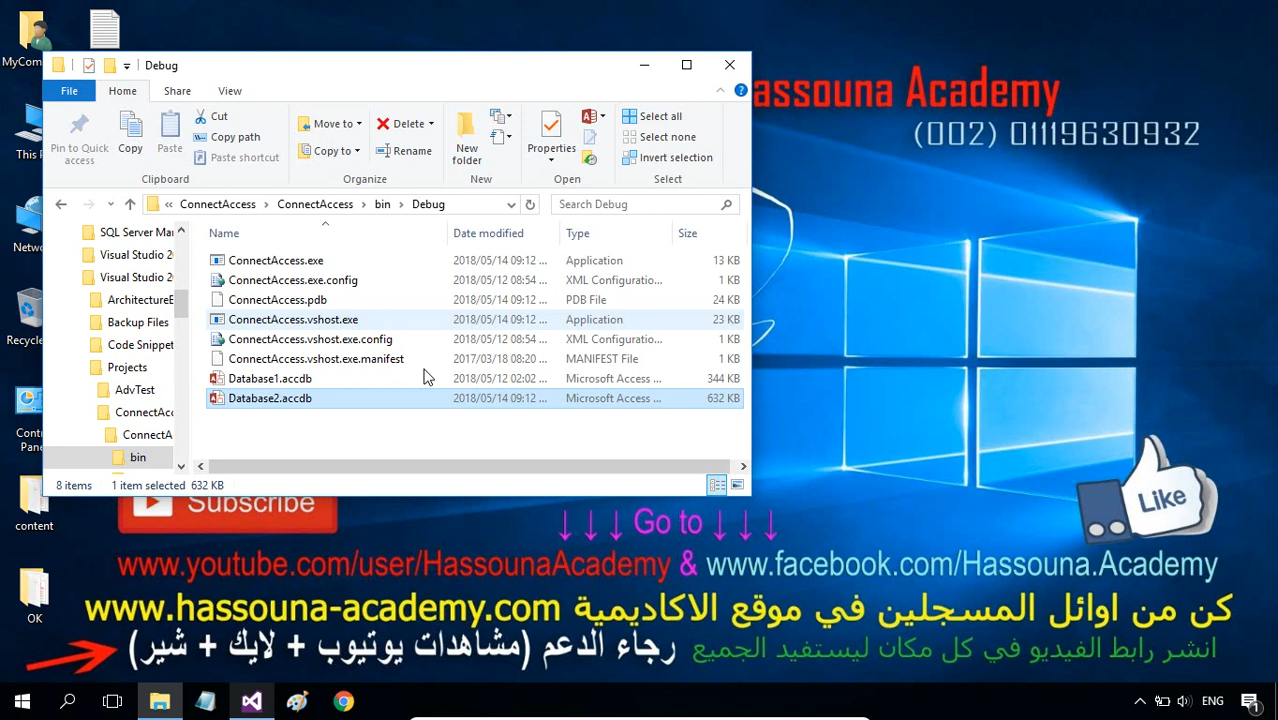 MyCom
This P
Netwo
Recycl
Cont
Pane
content
OK
Debug
File
Home
Share
View
Pin to Quick
access
Copy
Paste
Cut
Copy path
Paste shortcut
Clipboard
Move to
Copy to
Delete
Rename
Organize
New
folder
New
Properties
Open
Select all
Select none
Invert selection
Select
« ConnectAccess > ConnectAccess > bin > Debug
Search Debug
SQL Server Mar
Visual Studio 2
Visual Studio 2
ArchitectureE
Backup Files
Code Snippet
Projects
AdvTest
ConnectAcc
ConnectA
bin
Name Date modified Type Size
ConnectAccess.exe 2018/05/14 09:12 ... Application 13 KB
ConnectAccess.exe.config 2018/05/12 08:54 ... XML Configuratio... 1 KB
ConnectAccess.pdb 2018/05/14 09:12 ... PDB File 24 KB
ConnectAccess.vshost.exe 2018/05/14 09:12 ... Application 23 KB
ConnectAccess.vshost.exe.config 2018/05/12 08:54 ... XML Configuratio... 1 KB
ConnectAccess.vshost.exe.manifest 2017/03/18 08:20 ... MANIFEST File 1 KB
Database1.accdb 2018/05/12 02:02 ... Microsoft Access ... 344 KB
Database2.accdb 2018/05/14 09:12 ... Microsoft Access ... 632 KB
8 items 1 item selected 632 KB
assouna Academy
(002) 01119630932
Subscribe
Like
↓↓↓ Go to ↓↓↓
www.youtube.com/user/HassounaAcademy & www.facebook.com/Hassouna.Academy
كن من اوائل المسجلين في موقع الاكاديمية www.hassouna-academy.com
انشر رابط الفيديو في كل مكان ليستفيد الجميع
رجاء الدعم (مشاهدات يوتيوب + لايك + شير)
ENG
1